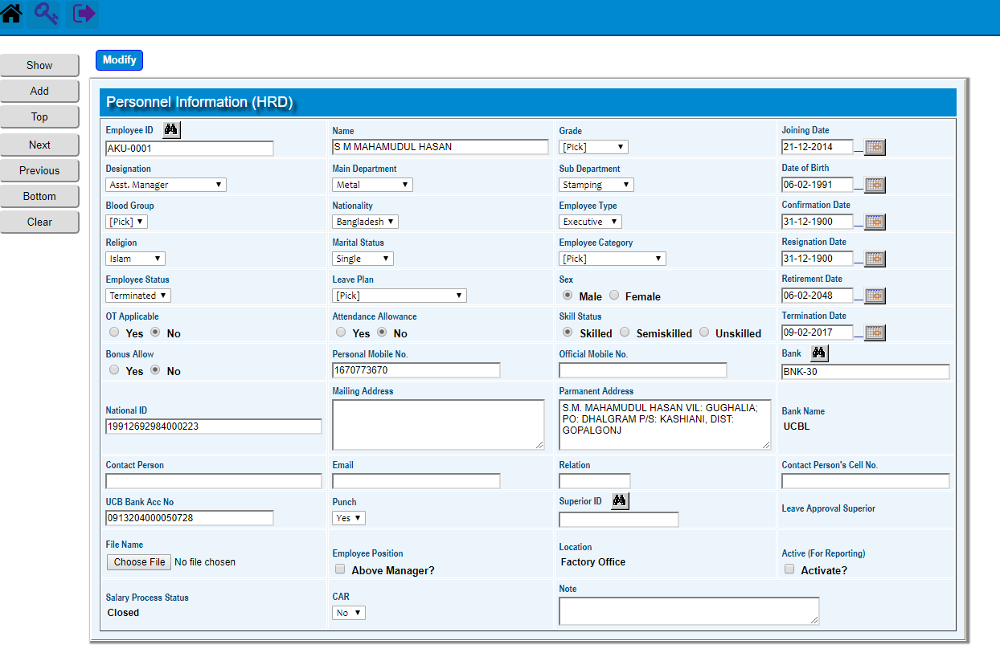 Show
Add
Top
Next
Previous
Bottom
Clear
Modify
Personnel Information (HRD)
Employee ID
AKU-0001
Name
S M MAHAMUDUL HASAN
Grade
[Pick]
Joining Date
21-12-2014
Designation
Asst. Manager
Main Department
Metal
Sub Department
Stamping
Date of Birth
06-02-1991
Blood Group
[Pick]
Nationality
Bangladesh
Employee Type
Executive
Confirmation Date
31-12-1900
Religion
Islam
Marital Status
Single
Employee Category
[Pick]
Resignation Date
31-12-1900
Employee Status
Terminated
Leave Plan
[Pick]
Sex
Male Female
Retirement Date
06-02-2048
OT Applicable
Yes No
Attendance Allowance
Yes No
Skill Status
Skilled Semiskilled Unskilled
Termination Date
09-02-2017
Bonus Allow
Yes No
Personal Mobile No.
1670773670
Official Mobile No.
Bank
BNK-30
National ID
19912692984000223
Mailing Address
Parmanent Address
S.M. MAHAMUDUL HASAN VIL: GUGHALIA;
PO: DHALGRAM P/S: KASHIANI, DIST:
GOPALGONJ
Bank Name
UCBL
Contact Person
Email
Relation
Contact Person's Cell No.
UCB Bank Acc No
0913204000050728
Punch
Yes
Superior ID
Leave Approval Superior
File Name
Choose File No file chosen
Employee Position
Above Manager?
Location
Factory Office
Active (For Reporting)
Activate?
Salary Process Status
Closed
CAR
No
Note